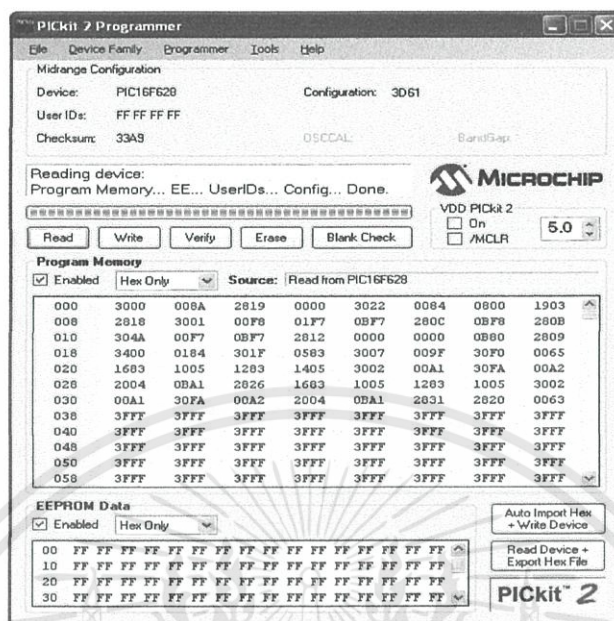 PICkit 2 Programmer
File Device Family Programmer Tools Help
Midrange Configuration
Device: PIC16F628 Configuration: 3D61
User IDs: FF FF FF FF
Checksum: 33A9 OSCCAL: BandGap:
Reading device:
Program Memory... EE... UserIDs... Config... Done.
MICROCHIP
VDD PICkit 2
On
/MCLR
5.0
Read Write Verify Erase Blank Check
Program Memory
Enabled Hex Only Source: Read from PIC16F628
000 3000 008A 2819 0000 3022 0084 0800 1903
008 2818 3001 00F8 01F7 0BF7 280C 0BF8 280B
010 304A 00F7 0BF7 2812 0000 0000 0B80 2809
018 3400 0184 301F 0583 3007 009F 30F0 0065
020 1683 1005 1283 1405 3002 00A1 30FA 00A2
028 2004 0BA1 2826 1683 1005 1283 1005 3002
030 00A1 30FA 00A2 2004 0BA1 2831 2820 0063
038 3FFF 3FFF 3FFF 3FFF 3FFF 3FFF 3FFF 3FFF
040 3FFF 3FFF 3FFF 3FFF 3FFF 3FFF 3FFF 3FFF
048 3FFF 3FFF 3FFF 3FFF 3FFF 3FFF 3FFF 3FFF
050 3FFF 3FFF 3FFF 3FFF 3FFF 3FFF 3FFF 3FFF
058 3FFF 3FFF 3FFF 3FFF 3FFF 3FFF 3FFF 3FFF
EEPROM Data
Enabled Hex Only
00 FF FF FF FF FF FF FF FF FF FF FF FF FF FF FF FF
10 FF FF FF FF FF FF FF FF FF FF FF FF FF FF FF FF
20 FF FF FF FF FF FF FF FF FF FF FF FF FF FF FF FF
30 FF FF FF FF FF FF FF FF FF FF FF FF FF FF FF FF
Auto Import Hex
+ Write Device
Read Device +
Export Hex File
PICkit™ 2